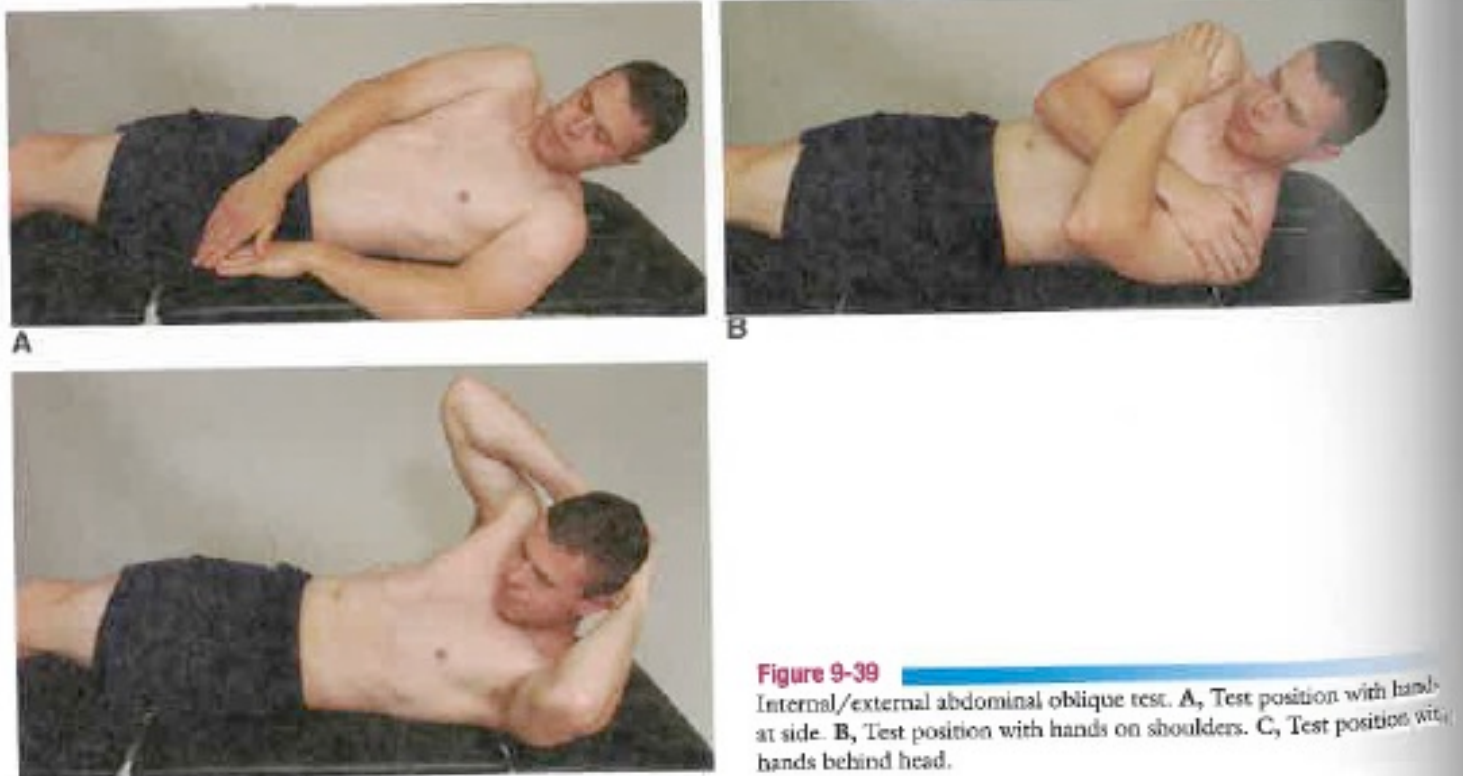 A
B
Figure 9-39
Internal/external abdominal oblique test. A, Test position with
at side. B, Test position with hands on shoulders. C, Test position
hands behind head.